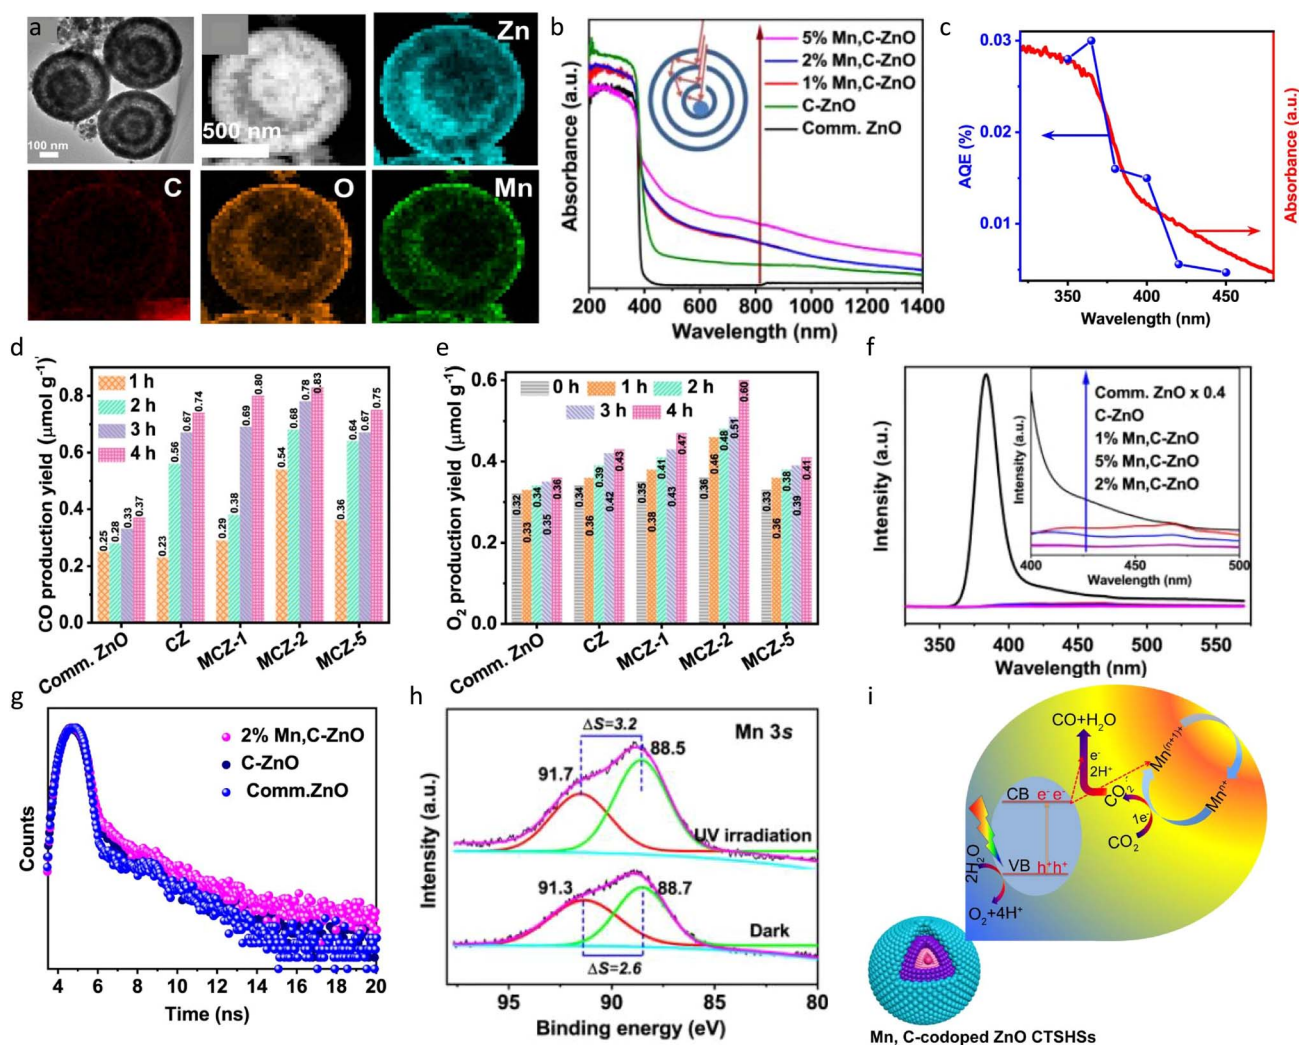 a
100 nm
500 nm
Zn
C
O
Mn
b
Absorbance (a.u.)
5% Mn,C-ZnO
2% Mn,C-ZnO
1% Mn,C-ZnO
C-ZnO
Comm. ZnO
200 400 600 800 1000 1200 1400
Wavelength (nm)
c
AQE (%)
0.03
0.02
0.01
Absorbance (a.u.)
350 400 450
Wavelength (nm)
d
CO production yield (μmol g⁻¹)
0.8
0.6
0.4
0.2
0.0
1 h
2 h
3 h
4 h
0.25 0.28 0.33 0.37
0.23 0.56 0.67 0.74
0.29 0.38 0.69 0.80
0.54 0.68 0.78 0.83
0.36 0.64 0.67 0.75
Comm. ZnO CZ MCZ-1 MCZ-2 MCZ-5
e
O₂ production yield (μmol g⁻¹)
0.6
0.4
0.2
0.0
0 h 1 h 2 h
3 h 4 h
0.32 0.33 0.34 0.35 0.36
0.34 0.36 0.39 0.42 0.43
0.35 0.38 0.41 0.43 0.47
0.36 0.46 0.48 0.51 0.60
0.33 0.36 0.38 0.39 0.41
Comm. ZnO CZ MCZ-1 MCZ-2 MCZ-5
f
Intensity (a.u.)
350 400 450 500 550
Wavelength (nm)
Intensity (a.u.)
Comm. ZnO x 0.4
C-ZnO
1% Mn,C-ZnO
5% Mn,C-ZnO
2% Mn,C-ZnO
400 450 500
Wavelength (nm)
g
Counts
2% Mn,C-ZnO
C-ZnO
Comm.ZnO
4 6 8 10 12 14 16 18 20
Time (ns)
h
Intensity (a.u.)
ΔS=3.2
Mn 3s
91.7
88.5
UV irradiation
91.3
88.7
Dark
ΔS=2.6
95 90 85 80
Binding energy (eV)
i
CO+H₂O
e⁻
2H⁺
Mn⁽ⁿ⁺¹⁾⁺
Mnⁿ⁺
CO₂⁻
1e⁻
CO₂
CB e⁻e⁻
VB h⁺h⁺
2H₂O
O₂+4H⁺
Mn, C-codoped ZnO CTSHSs